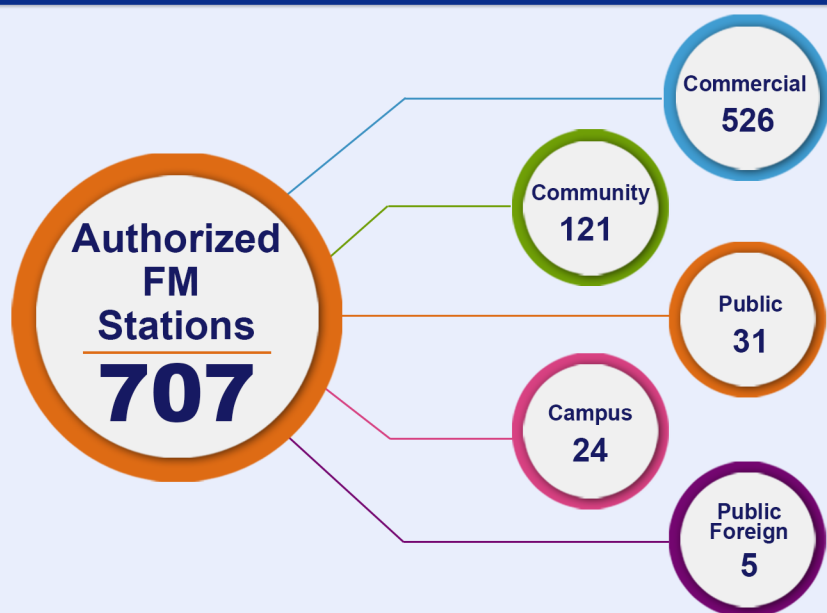 Authorized
FM
Stations
707
Commercial
526
Community
121
Public
31
Campus
24
Public
Foreign
5